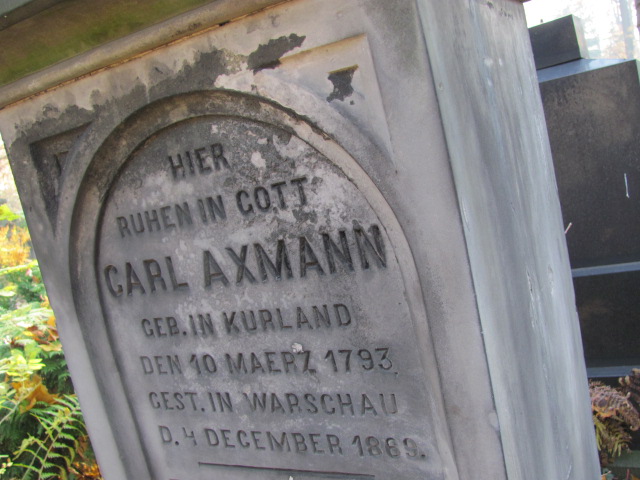 HIER
RUHEN IN GOTT
CARL AXMANN
GEB. IN KURLAND
DEN 10 MAERZ 1793.
GEST. IN WARSCHAU
D. 4 DECEMBER 1869.